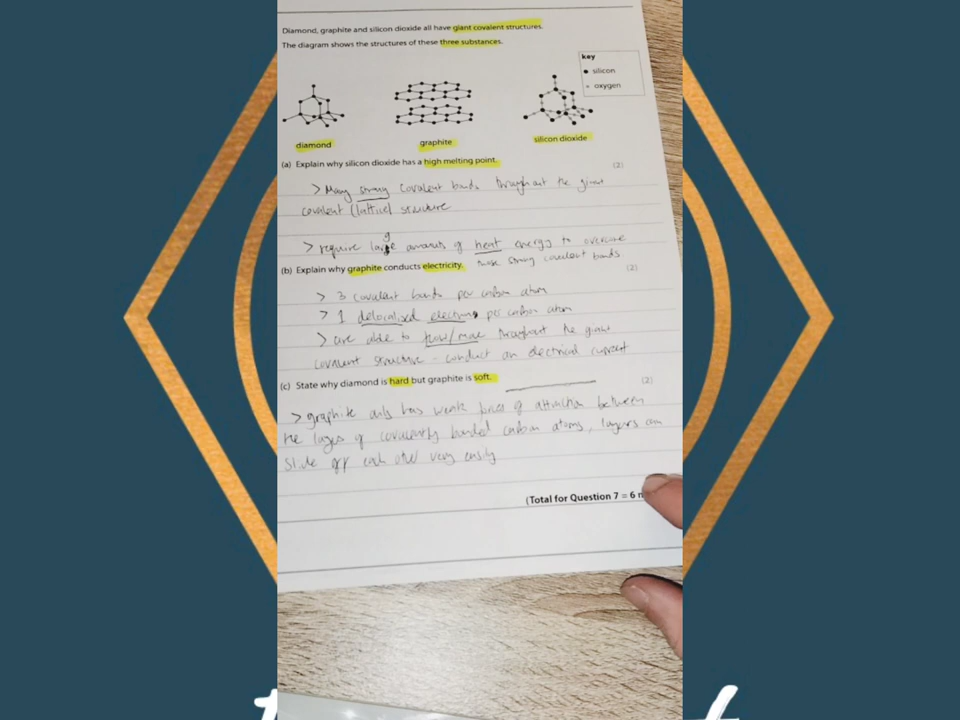 Diamond, graphite and silicon dioxide all have giant covalent structures.
The diagram shows the structures of these three substances.
key
silicon
oxygen
diamond
graphite
silicon dioxide
(a) Explain why silicon dioxide has a high melting point.
(2)
> Many strong covalent bonds throughout the giant
covalent (lattice) structure
> require large amounts of heat energy to overcome
these strong covalent bonds
(b) Explain why graphite conducts electricity.
(2)
> 3 covalent bonds per carbon atom
> 1 delocalised electrons per carbon atom
> are able to flow/move throughout the giant
covalent structure - conduct an electrical current
(c) State why diamond is hard but graphite is soft.
(2)
> graphite only has weak forces of attraction between
the layers of covalently bonded carbon atoms, layers can
slide off each other very easily
(Total for Question 7 = 6 m